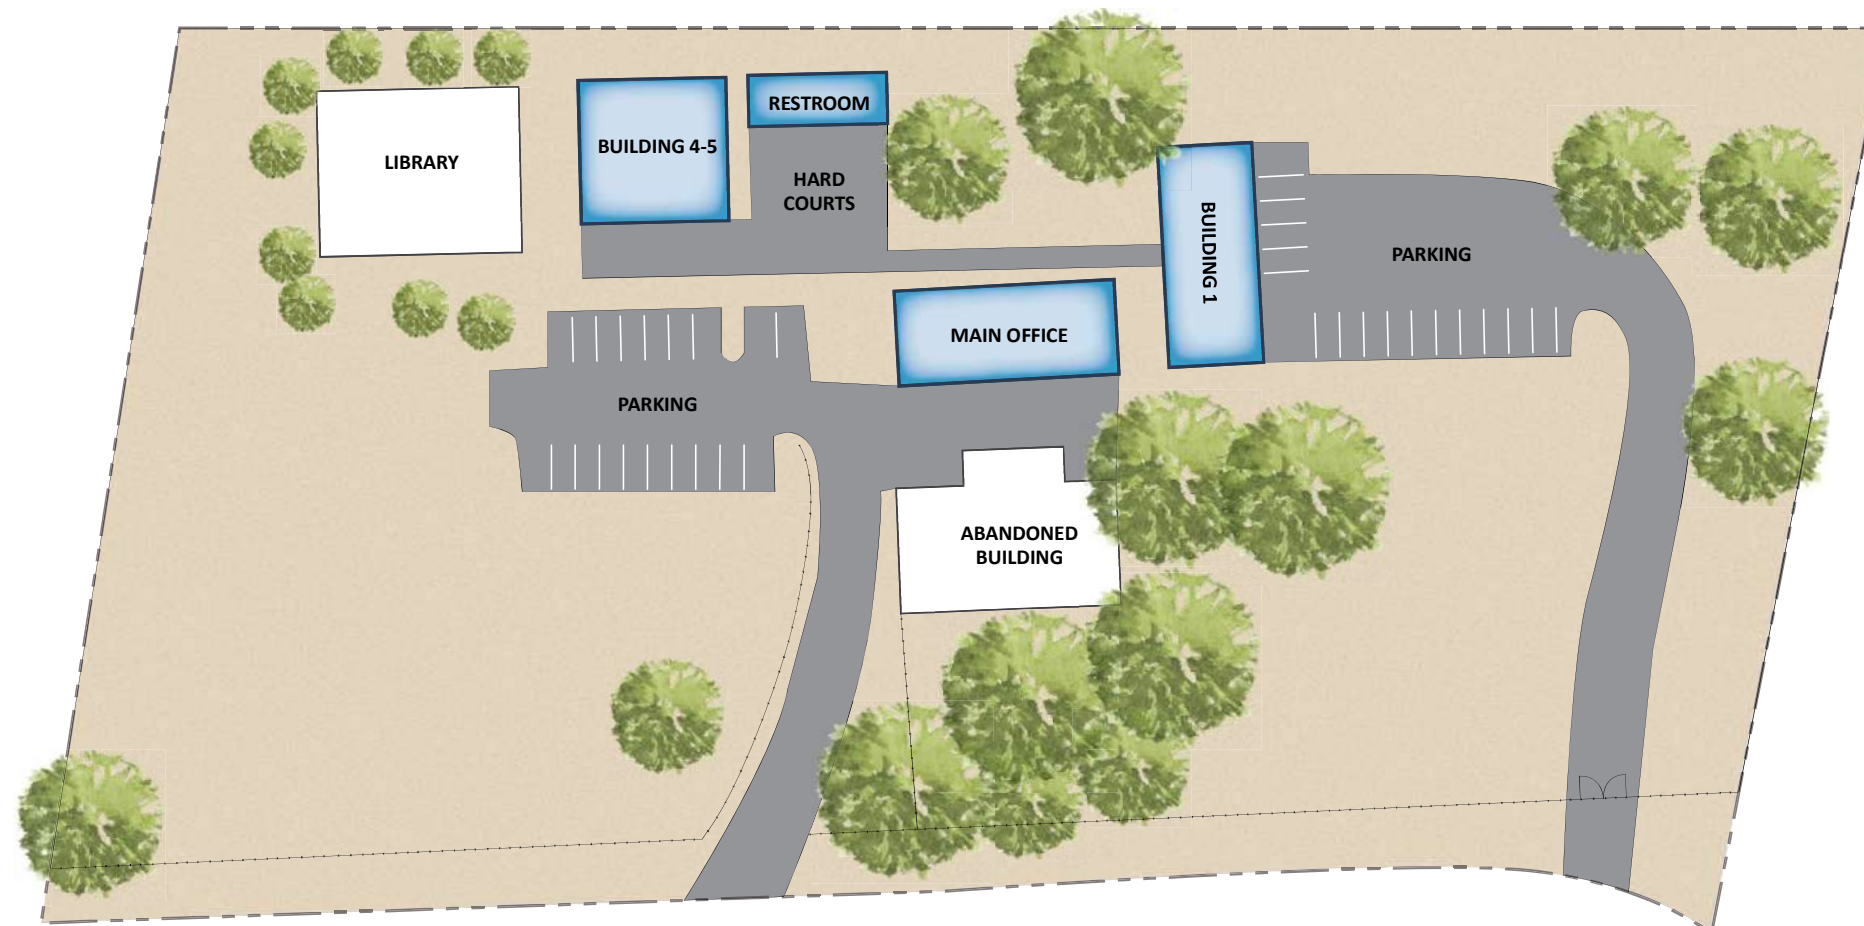 RESTROOM
BUILDING 4-5
LIBRARY
HARD
COURTS
BUILDING 1
PARKING
MAIN OFFICE
PARKING
ABANDONED
BUILDING